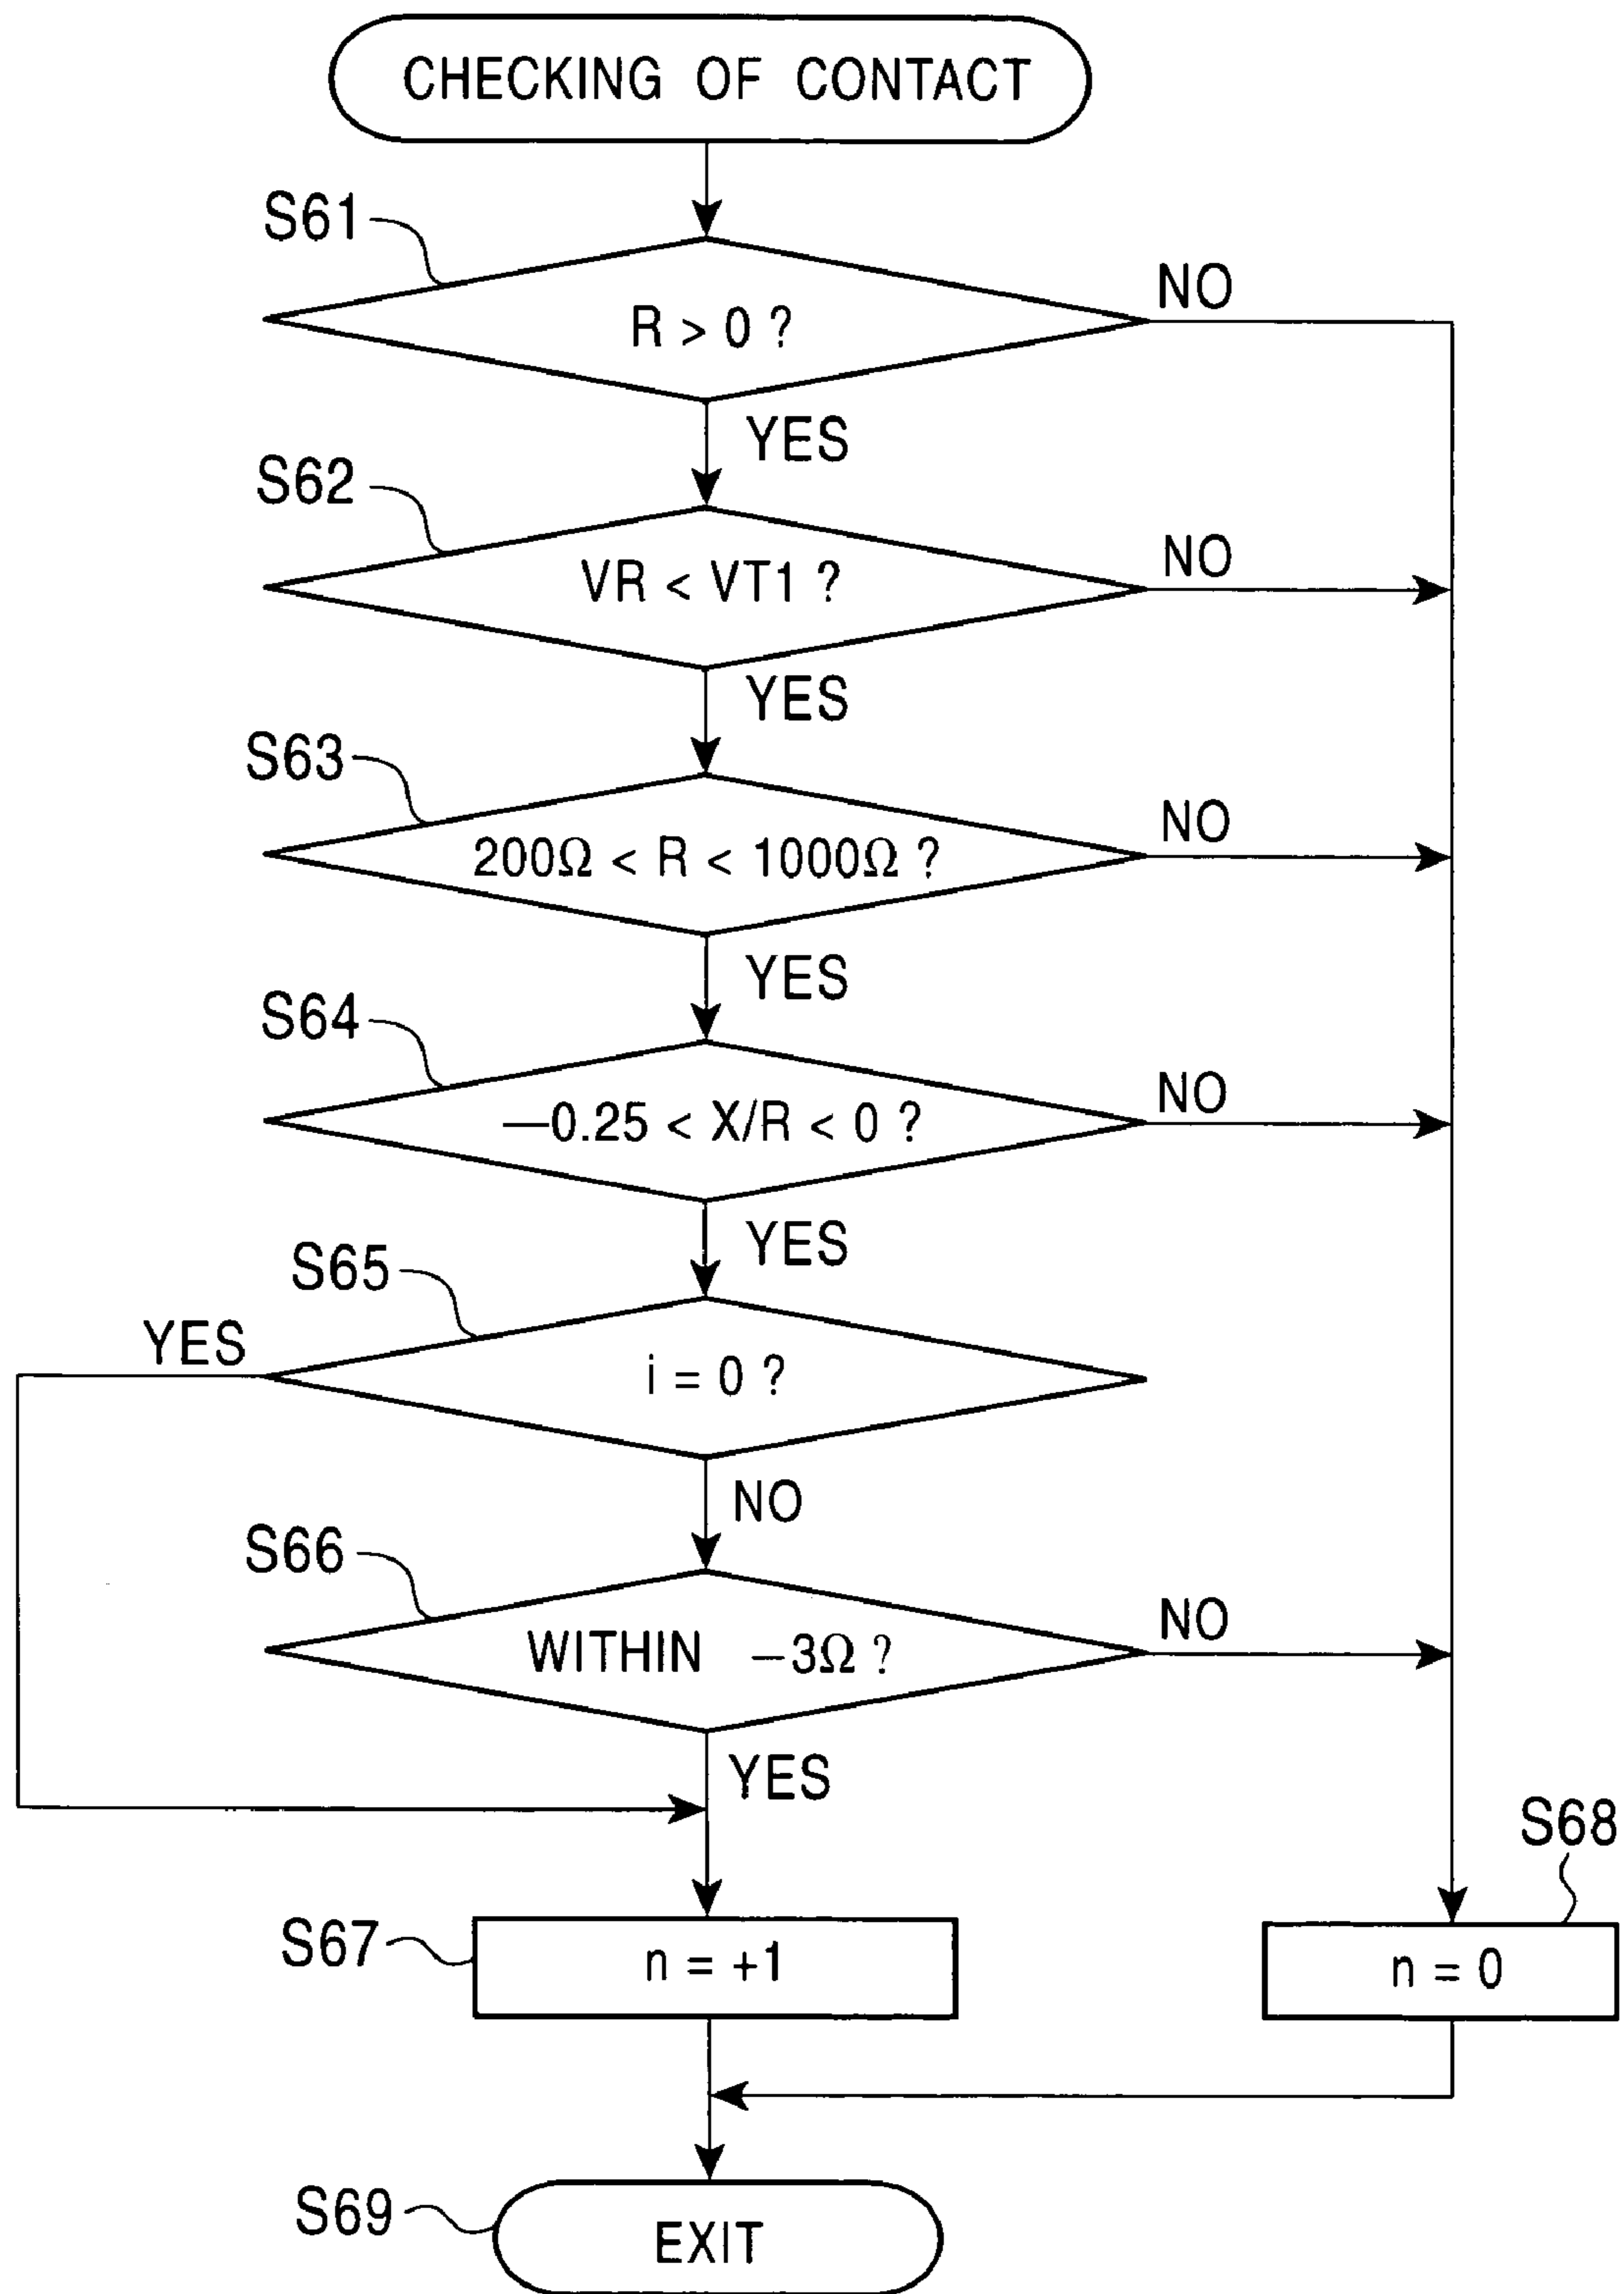 CHECKING OF CONTACT
S61
R > 0 ?
NO
YES
S62
VR < VT1 ?
NO
YES
S63
200Ω < R < 1000Ω ?
NO
YES
S64
—0.25 < X/R < 0 ?
NO
YES
S65
YES
i = 0 ?
NO
S66
WITHIN −3Ω ?
NO
YES
S67
n = +1
S68
n = 0
S69
EXIT